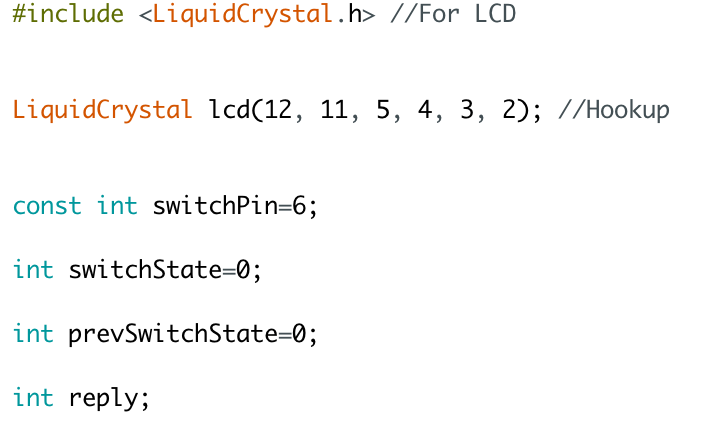 #include <LiquidCrystal.h> //For LCD
LiquidCrystal lcd(12, 11, 5, 4, 3, 2); //Hookup
const int switchPin=6;
int switchState=0;
int prevSwitchState=0;
int reply;